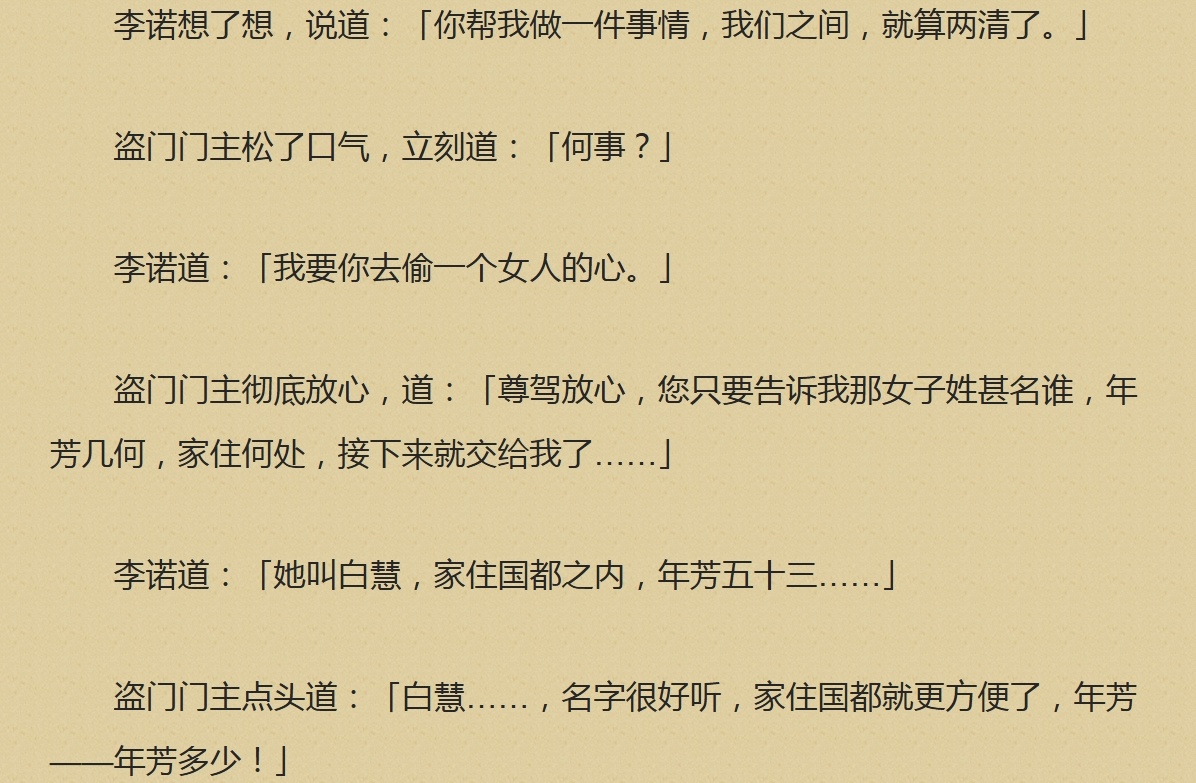 李诺想了想，说道：「你帮我做一件事情，我们之间，就算两清了。」
盗门门主松了口气，立刻道：「何事？」
李诺道：「我要你去偷一个女人的心。」
盗门门主彻底放心，道：「尊驾放心，您只要告诉我那女子姓甚名谁，年
芳几何，家住何处，接下来就交给我了……」
李诺道：「她叫白慧，家住国都之内，年芳五十三……」
盗门门主点头道：「白慧……，名字很好听，家住国都就更方便了，年芳
——年芳多少！」